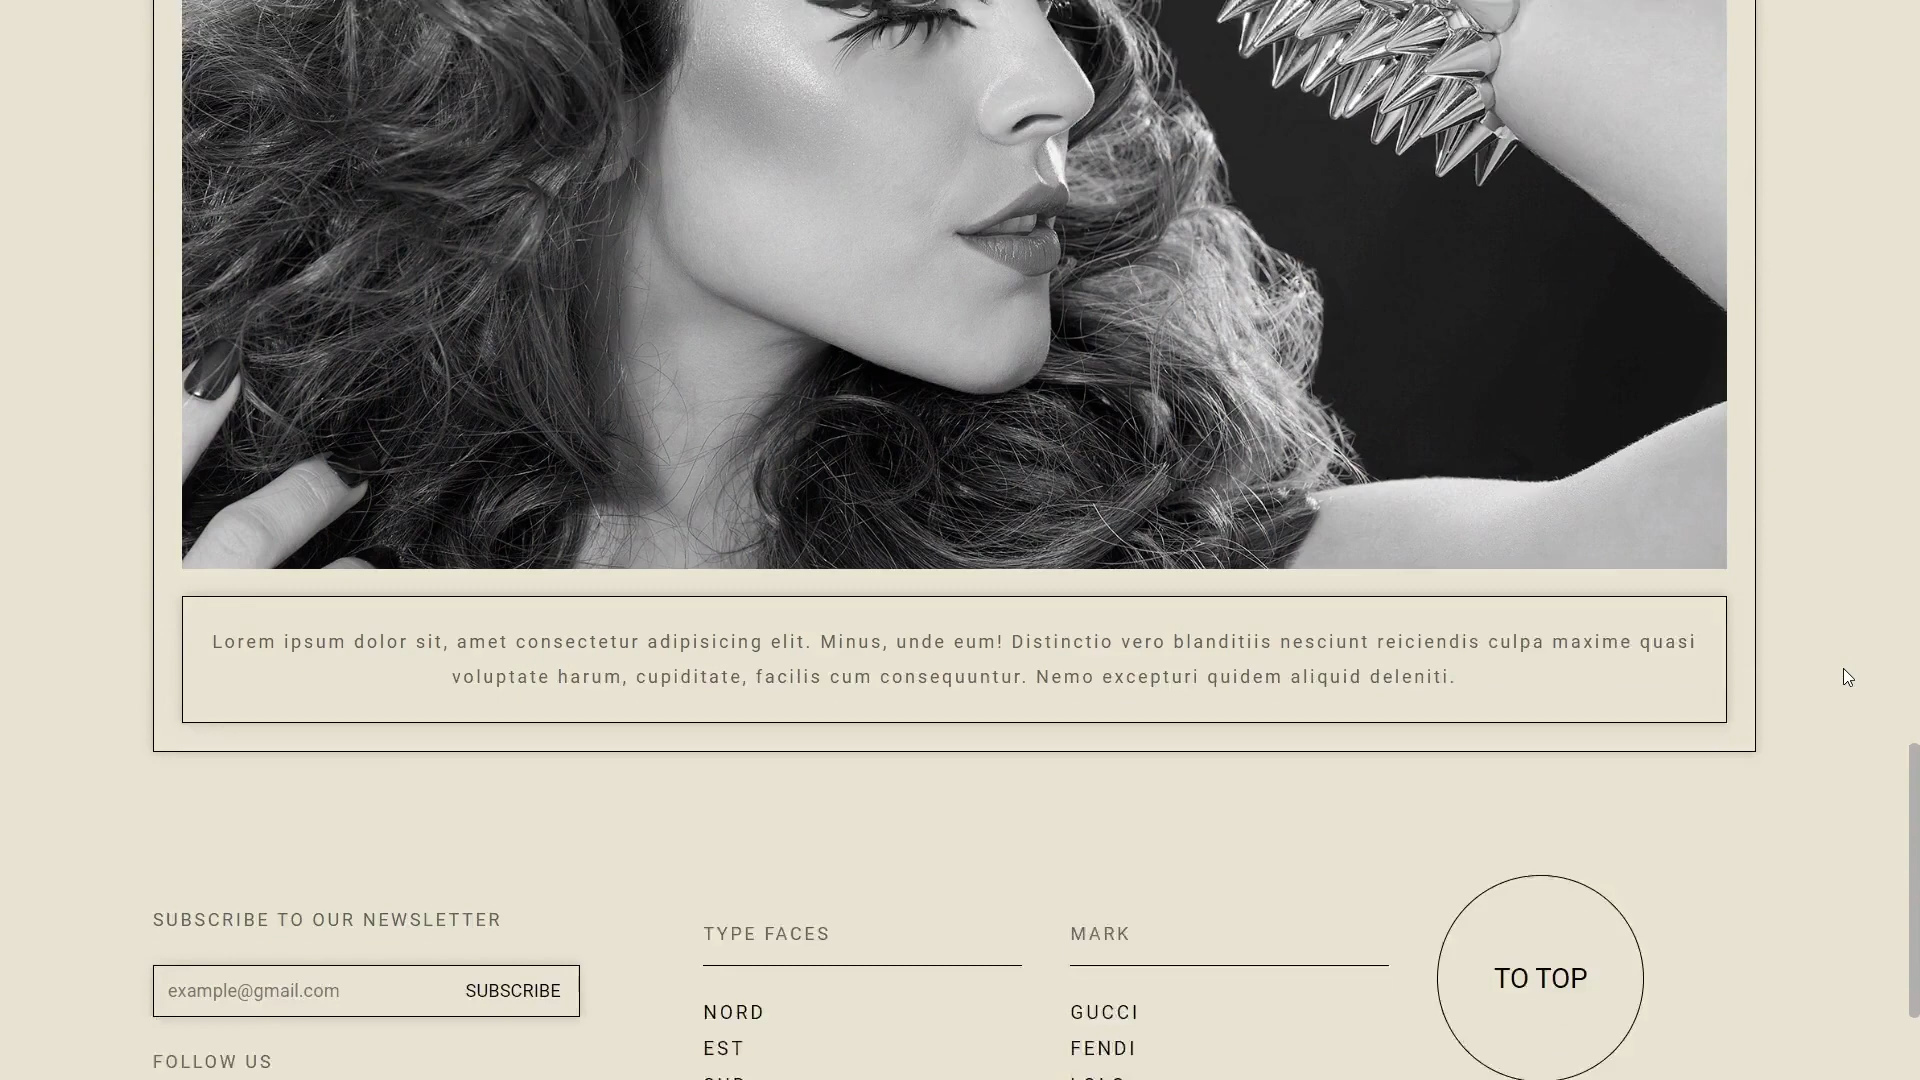 Lorem ipsum dolor sit, amet consectetur adipisicing elit. Minus, unde eum! Distinctio vero blanditiis nesciunt reiciendis culpa maxime quasi
voluptate harum, cupiditate, facilis cum consequuntur. Nemo excepturi quidem aliquid deleniti.
SUBSCRIBE TO OUR NEWSLETTER
example@gmail.com
SUBSCRIBE
FOLLOW US
TYPE FACES
NORD
EST
MARK
GUCCI
FENDI
TO TOP